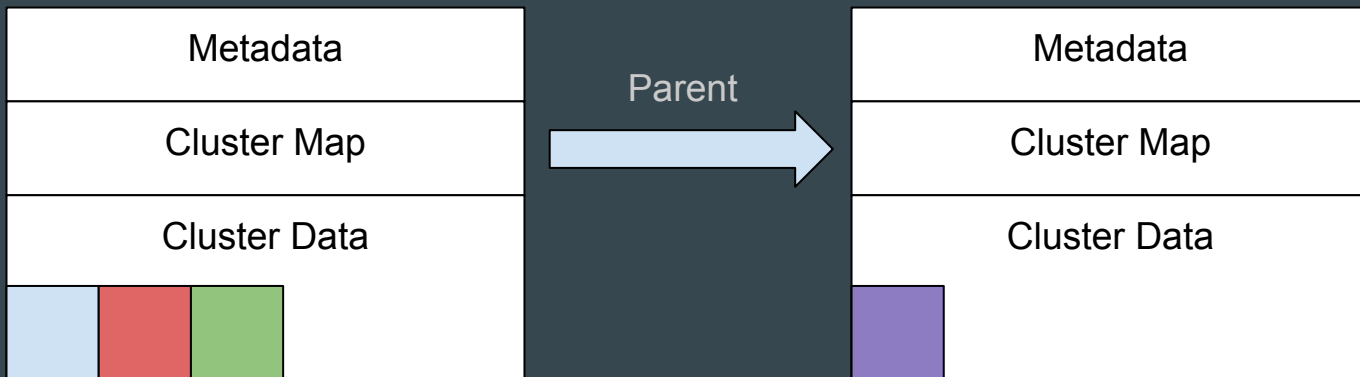 Metadata
Cluster Map
Cluster Data
Parent
Metadata
Cluster Map
Cluster Data